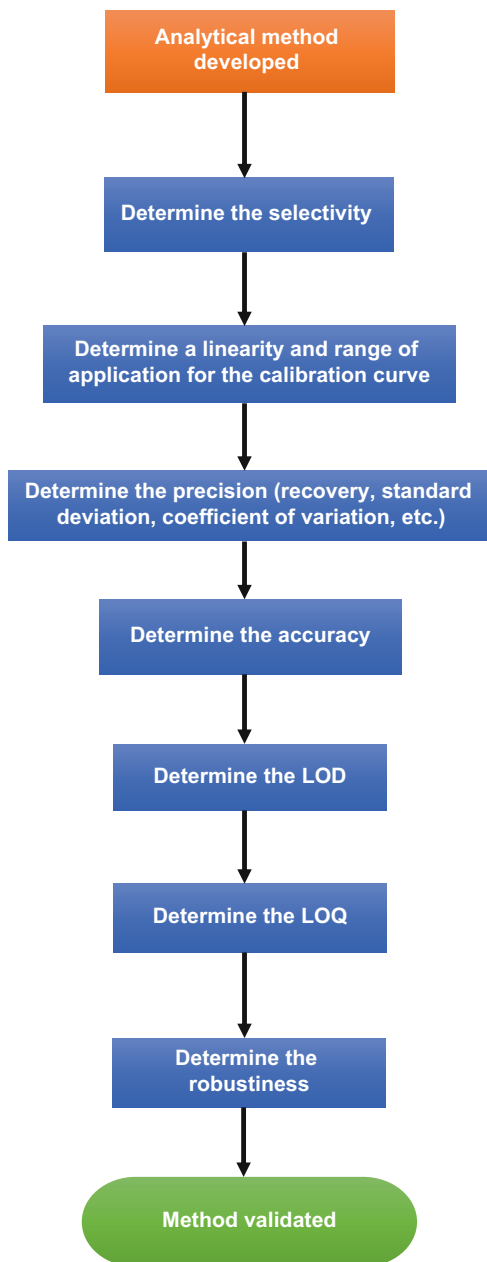 Analytical method
developed
Determine the selectivity
Determine a linearity and range of
application for the calibration curve
Determine the precision (recovery, standard
deviation, coefficient of variation, etc.)
Determine the accuracy
Determine the LOD
Determine the LOQ
Determine the
robustiness
Method validated